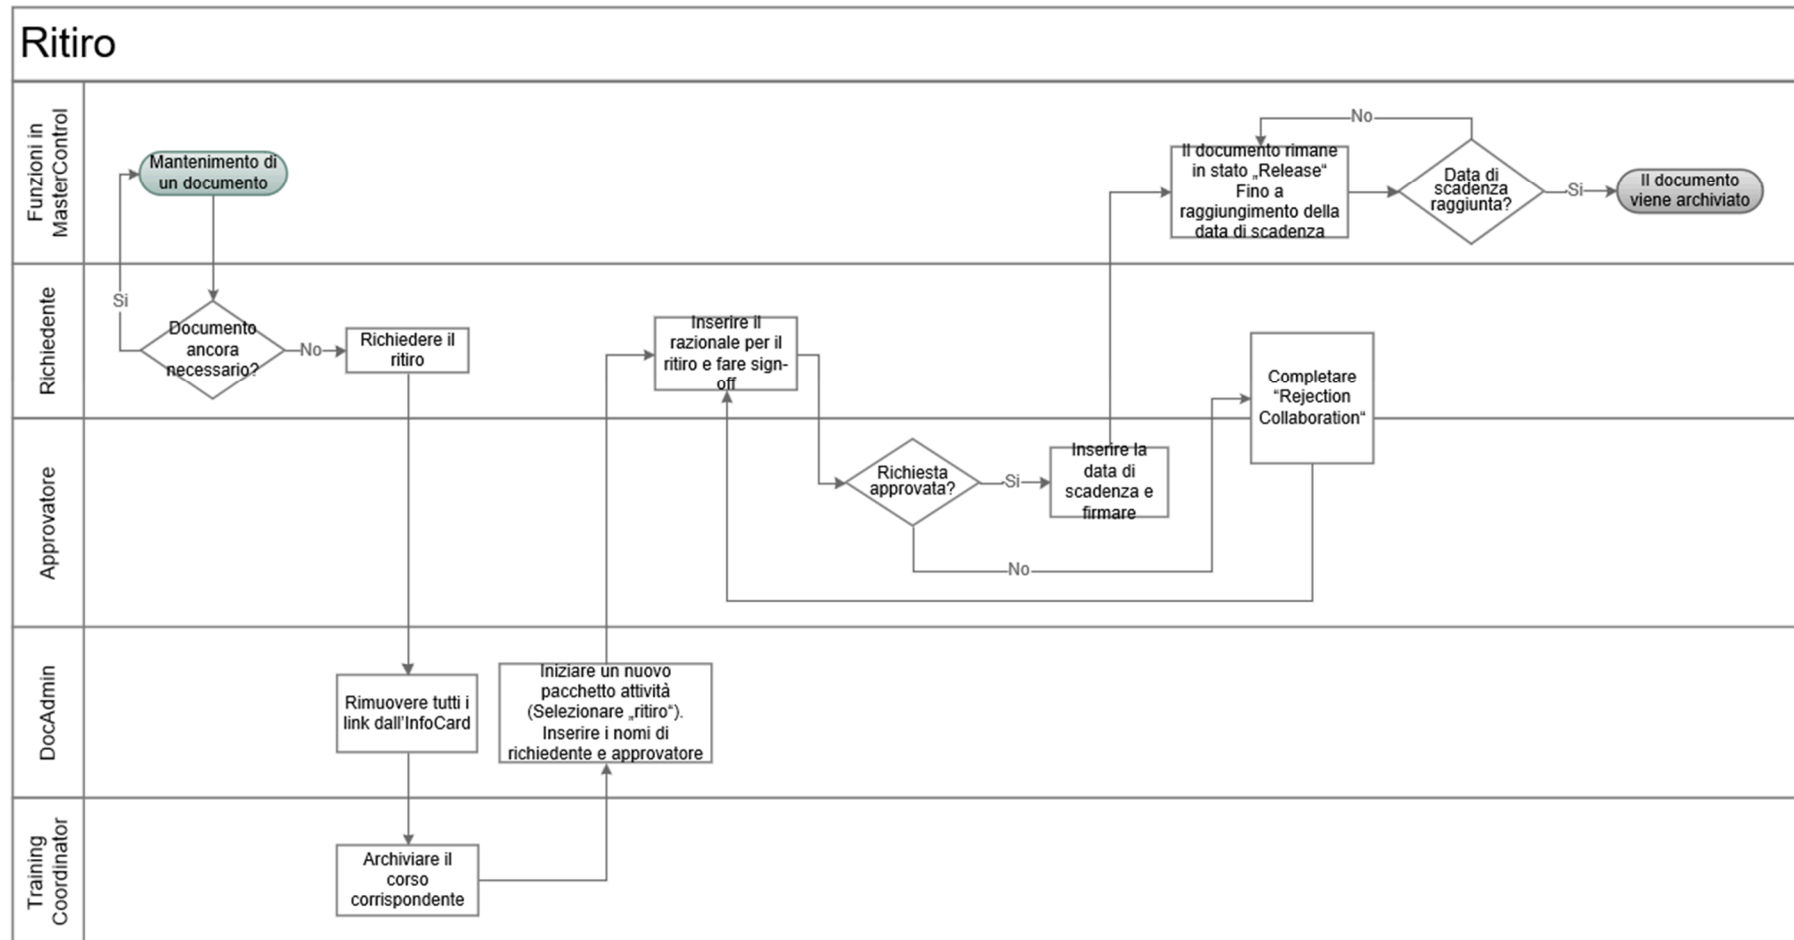 Ritiro
Funzioni in
MasterControl
Mantenimento di
un documento
No
Il documento rimane
in stato „Release“
Fino a
raggiungimento della
data di scadenza
Data di
scadenza
raggiunta?
Si
Il documento
viene archiviato
Richiedente
Si
Documento
ancora
necessario?
No
Richiedere il
ritiro
Inserire il
razionale per il
ritiro e fare sign-
off
Completare
“Rejection
Collaboration“
Approvatore
Richiesta
approvata?
Si
Inserire la
data di
scadenza e
firmare
No
DocAdmin
Rimuovere tutti i
link dall’InfoCard
Iniziare un nuovo
pacchetto attività
(Selezionare „ritiro“).
Inserire i nomi di
richiedente e approvatore
Training
Coordinator
Archiviare il
corso
corrispondente